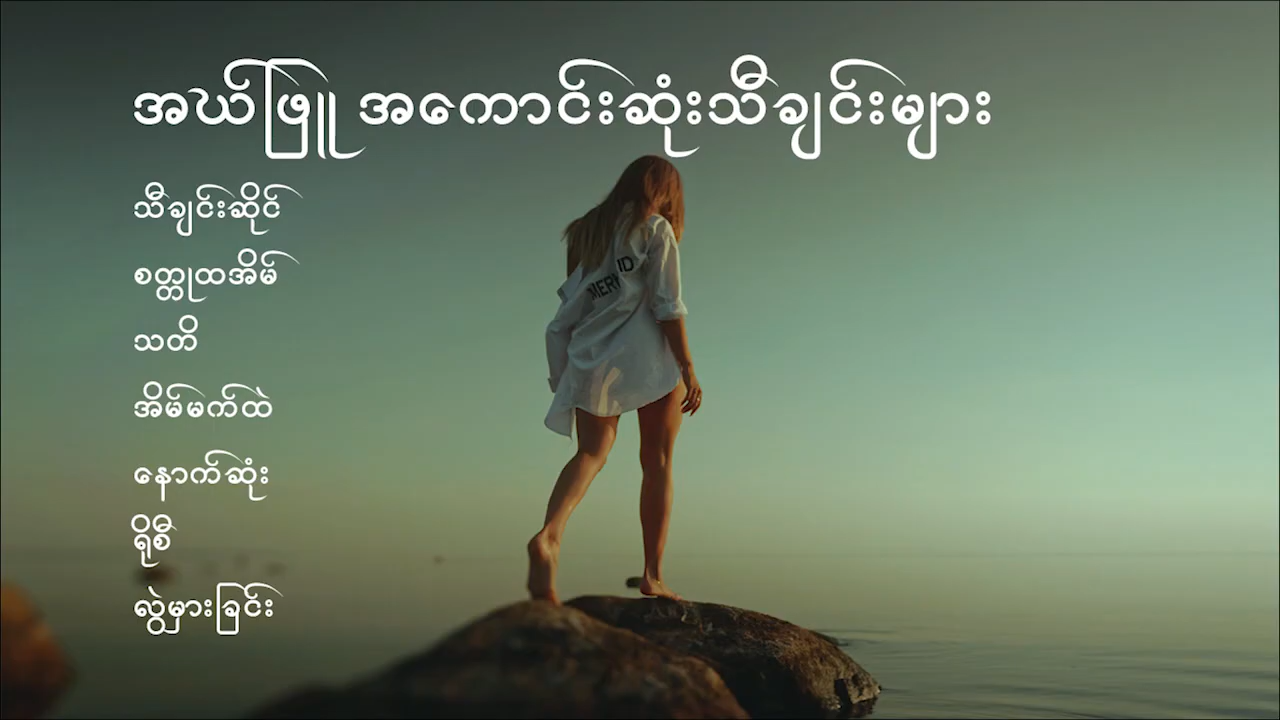 အဃ်ဖြူ အကောင်းဆုံးသီချင်းများ
သီချင်းဆိုင်
စတ္တုထအိမ်
သတိ
အိမ်မက်ထဲ
နောက်ဆုံး
ရိုစီ
လွဲမှားခြင်း